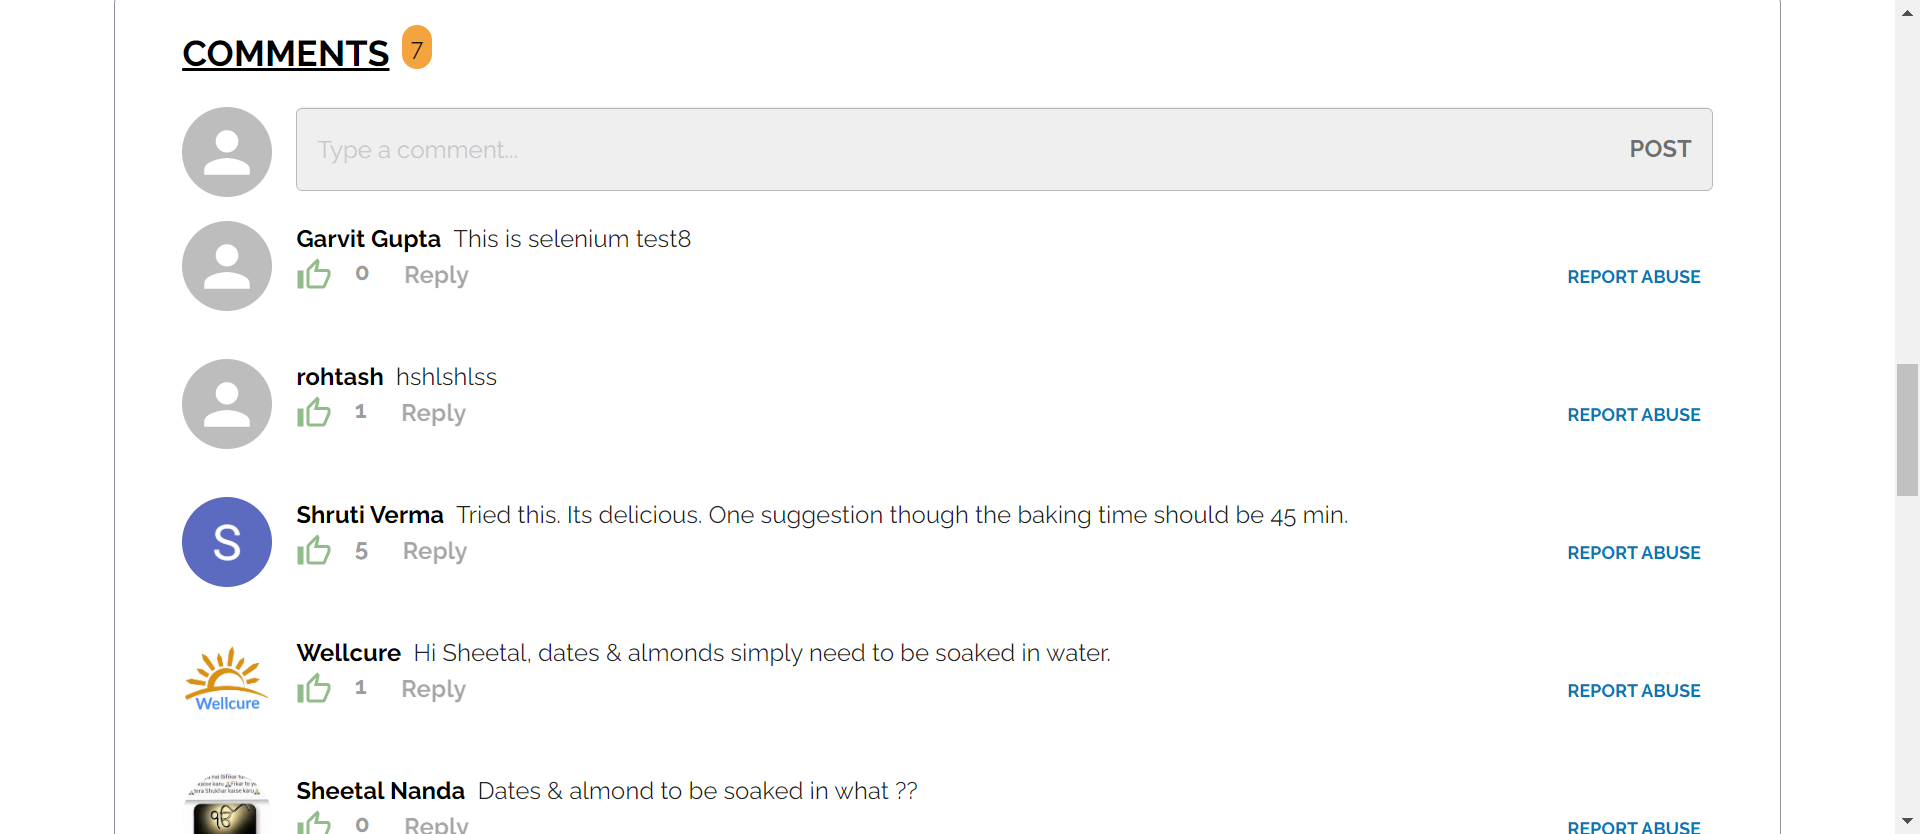 COMMENTS 7
Type a comment...
POST
Garvit Gupta This is selenium test8
0 Reply
REPORT ABUSE
rohtash hshlshlss
1 Reply
REPORT ABUSE
S
Shruti Verma Tried this. Its delicious. One suggestion though the baking time should be 45 min.
5 Reply
REPORT ABUSE
Wellcure
Wellcure Hi Sheetal, dates & almonds simply need to be soaked in water.
1 Reply
REPORT ABUSE
Sheetal Nanda Dates & almond to be soaked in what ??
0 Reply
REPORT ABUSE